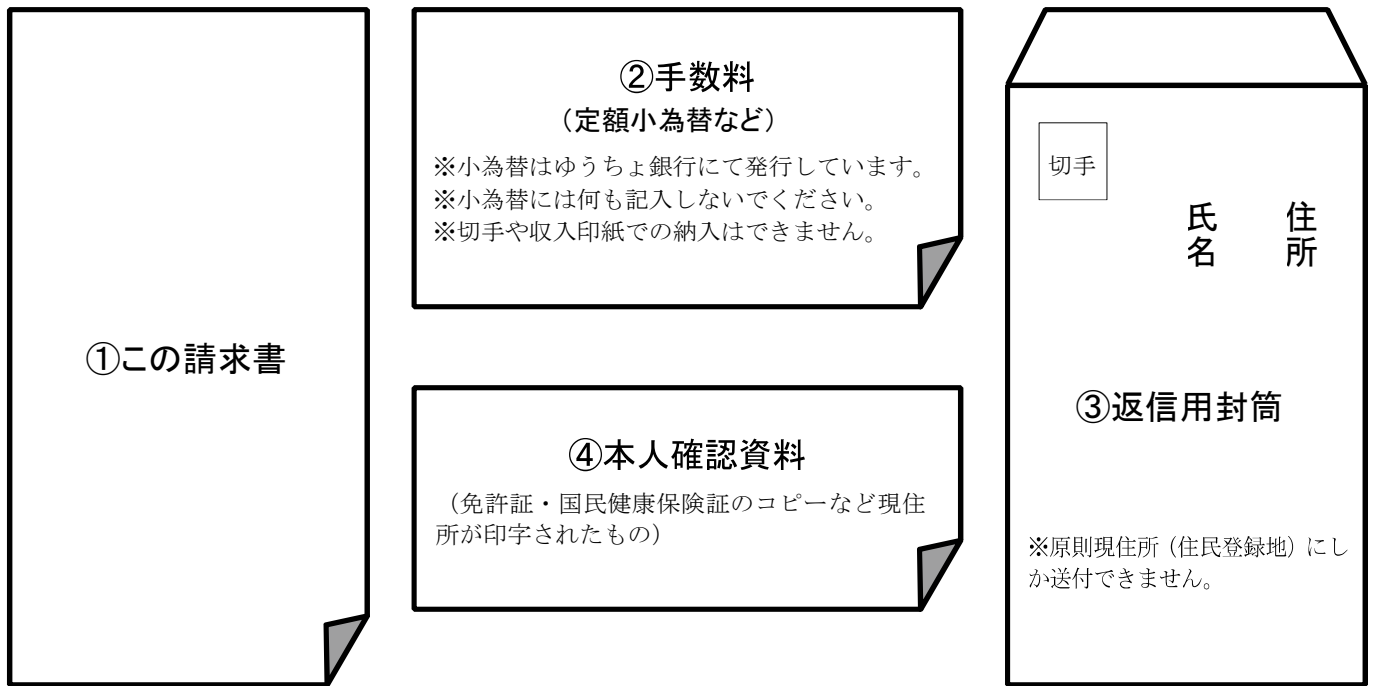 ①この請求書
②手数料
（定額小為替など）
※小為替はゆうちょ銀行にて発行しています。
※小為替には何も記入しないでください。
※切手や収入印紙での納入はできません。
④本人確認資料
（免許証・国民健康保険証のコピーなど現住
所が印字されたもの）
切手
住所
氏名
③返信用封筒
※原則現住所（住民登録地）にし
か送付できません。